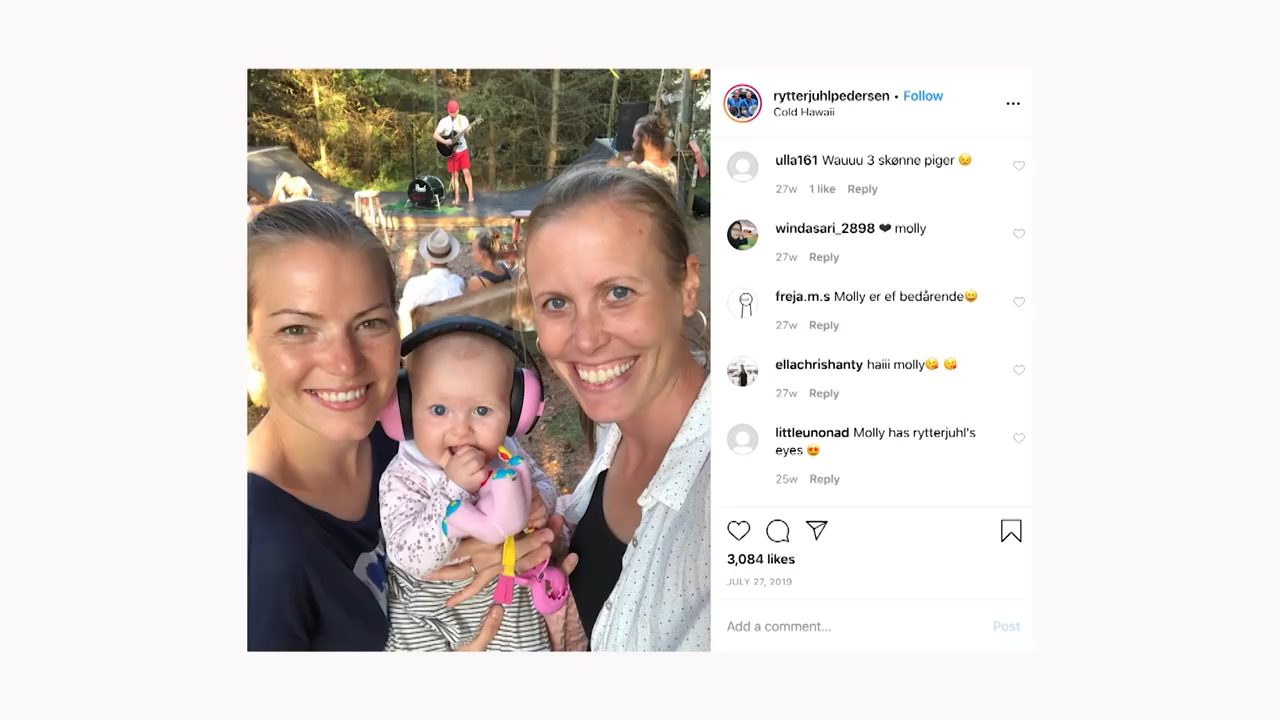 rytterjuhlpedersen • Follow
Cold Hawaii
ulla161 Wauuu 3 skønne piger 😉
27w 1 like Reply
windasari_2898 ❤ molly
27w Reply
freja.m.s Molly er ef bedårende😄
27w Reply
ellachrishanty haiii molly😘 😘
27w Reply
littleunonad Molly has rytterjuhl's
eyes 😍
25w Reply
3,084 likes
JULY 27, 2019
Add a comment... Post